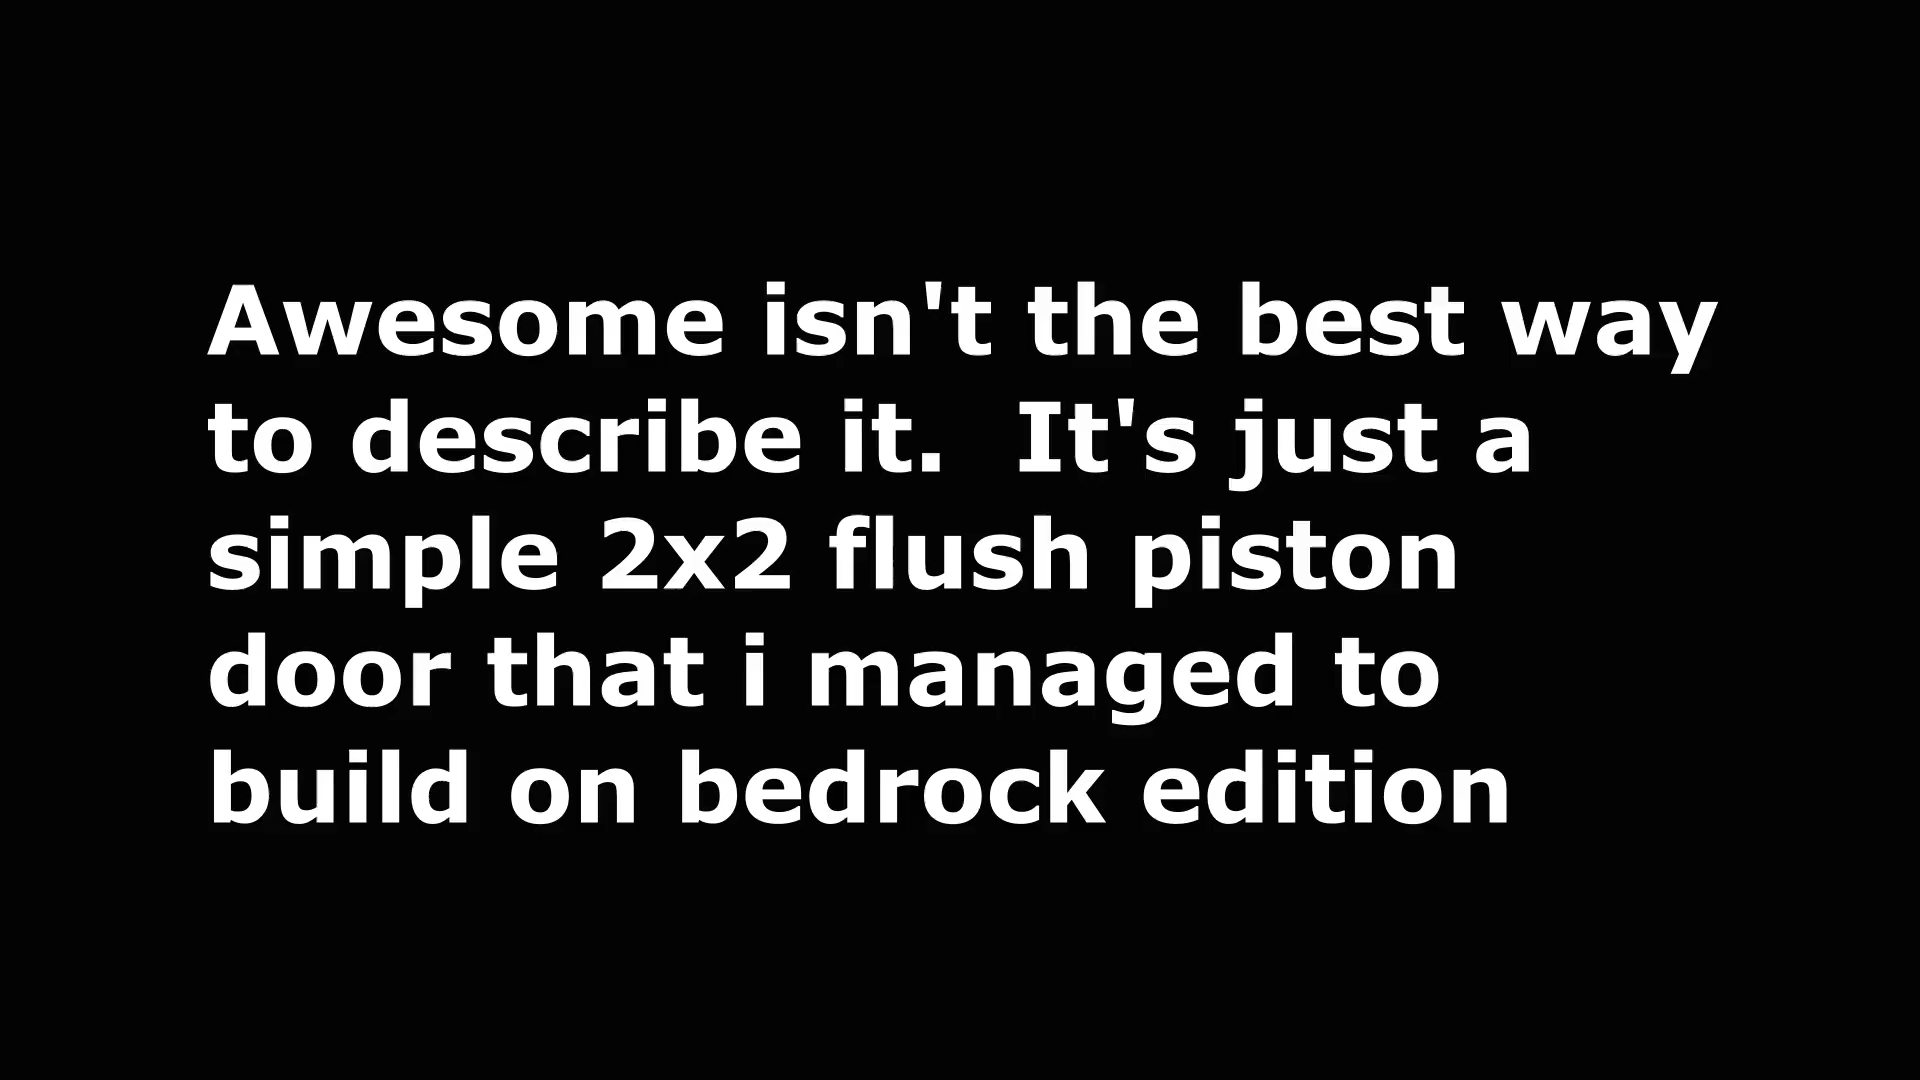 Awesome isn't the best way
to describe it.  It's just a
simple 2x2 flush piston
door that i managed to
build on bedrock edition